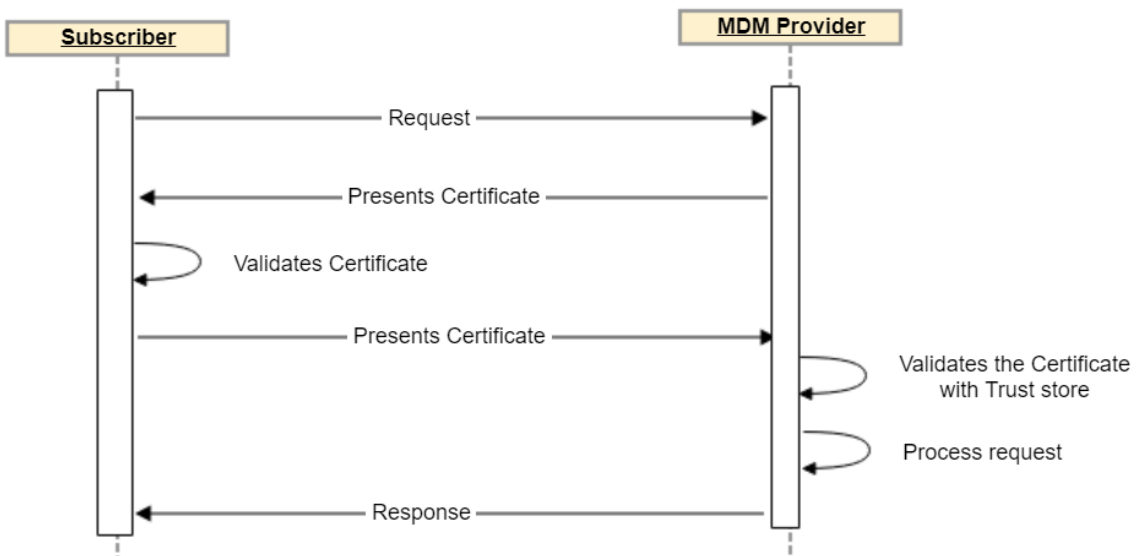 Subscriber
MDM Provider
Request
Presents Certificate
Validates Certificate
Presents Certificate
Validates the Certificate
with Trust store
Process request
Response